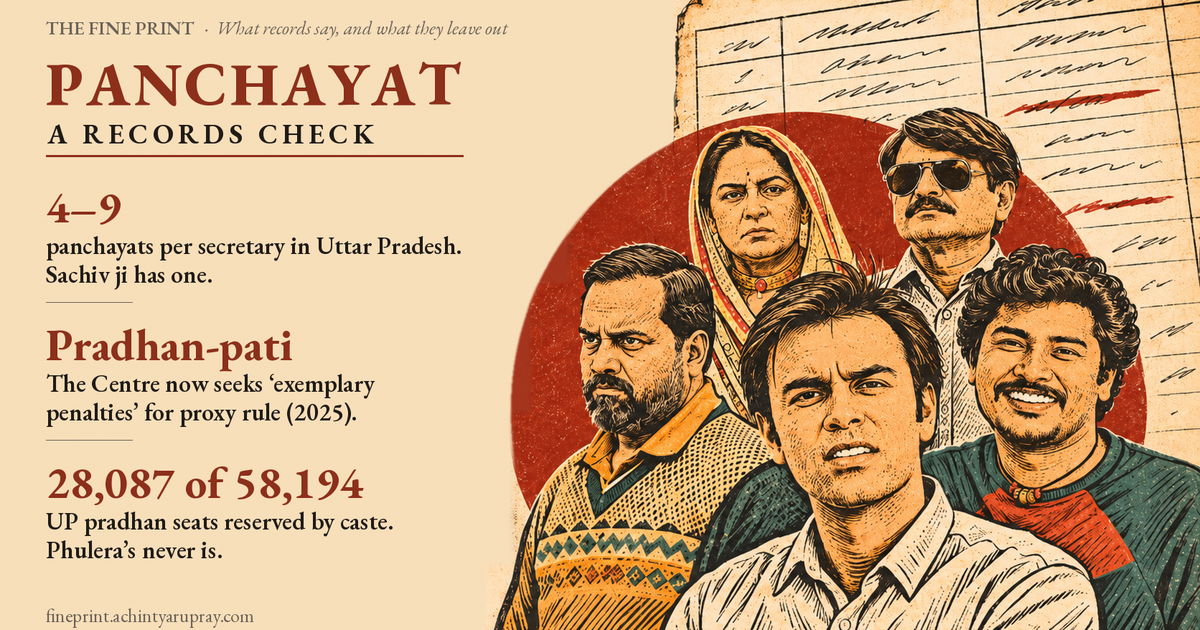 THE FINE PRINT · What records say, and what they leave out
PANCHAYAT
A RECORDS CHECK
4–9
panchayats per secretary in Uttar Pradesh.
Sachiv ji has one.
Pradhan-pati
The Centre now seeks ‘exemplary
penalties’ for proxy rule (2025).
28,087 of 58,194
UP pradhan seats reserved by caste.
Phulera’s never is.
fineprint.achintyarupray.com